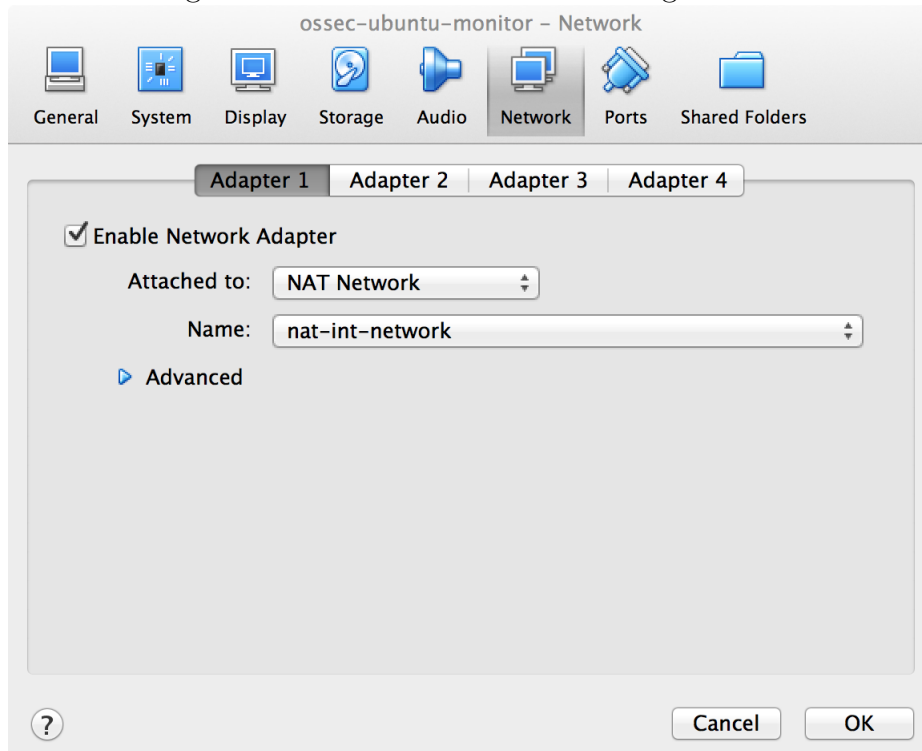 ossec-ubuntu-monitor – Network
General System Display Storage Audio Network Ports Shared Folders
Adapter 1 Adapter 2 Adapter 3 Adapter 4
Enable Network Adapter
Attached to: NAT Network
Name: nat-int-network
Advanced
? Cancel OK